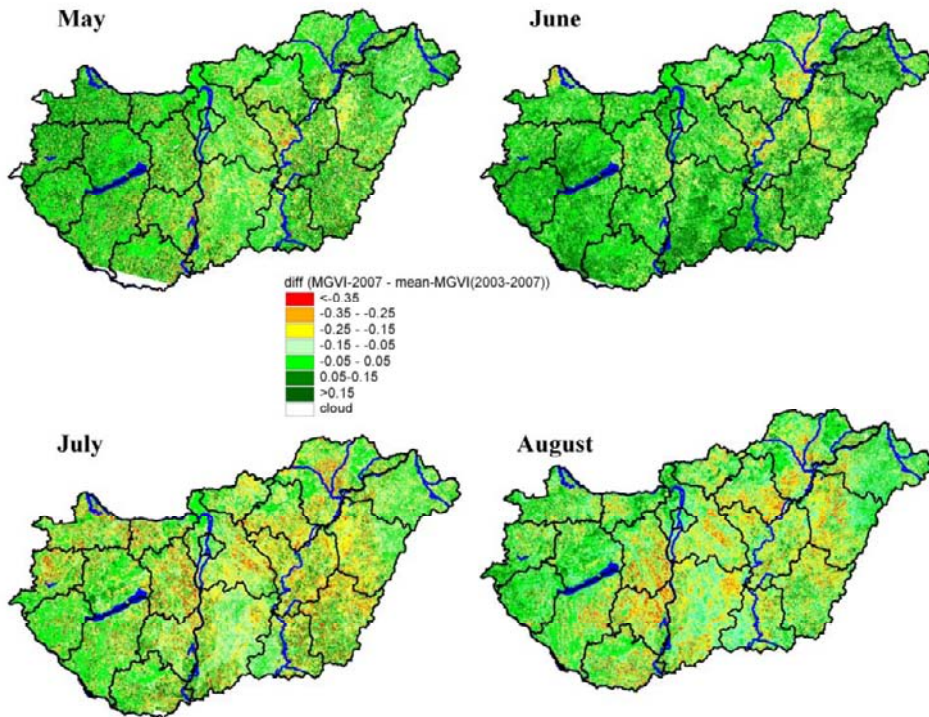 May
June
diff (MGVI-2007 - mean-MGVI(2003-2007))
<-0.35
-0.35 - -0.25
-0.25 - -0.15
-0.15 - -0.05
-0.05 - 0.05
0.05-0.15
>0.15
cloud
July
August